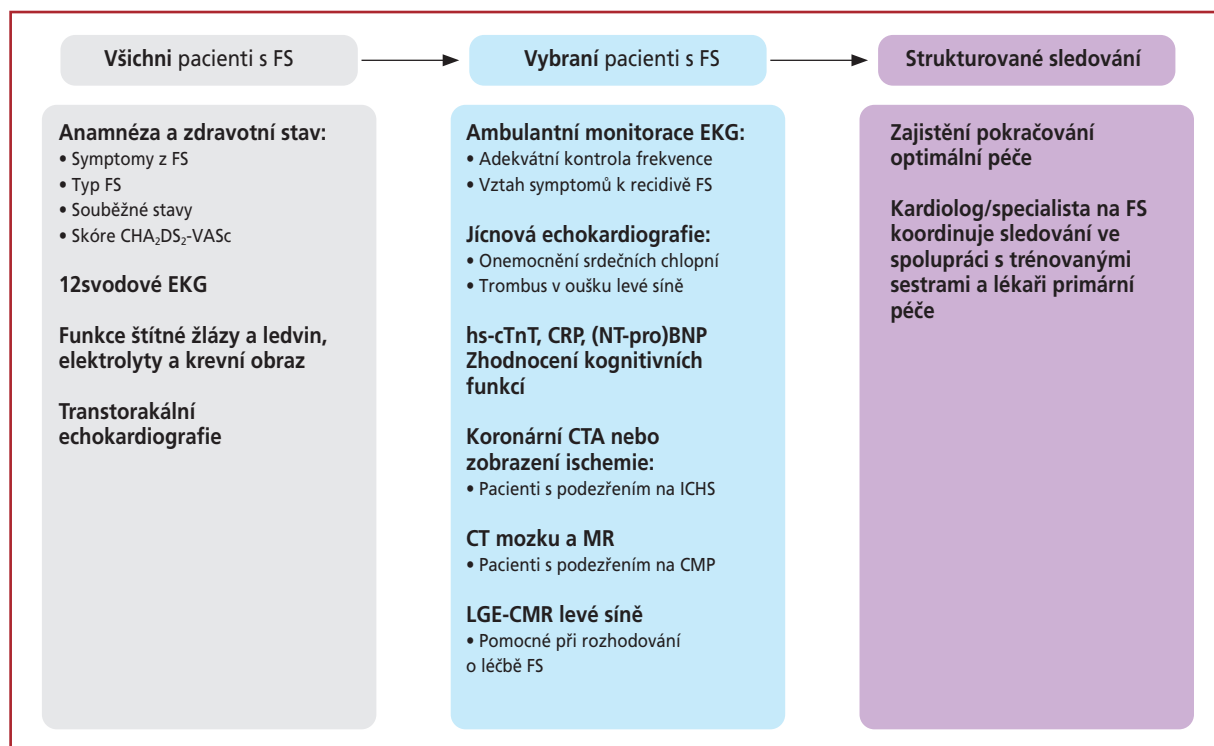 Všichni pacienti s FS
Anamnéza a zdravotní stav:
• Symptomy z FS
• Typ FS
• Souběžné stavy
• Skóre CHA₂DS₂-VASc
12svodové EKG
Funkce štítné žlázy a ledvin,
elektrolyty a krevní obraz
Transtorakální
echokardiografie
Vybraní pacienti s FS
Ambulantní monitorace EKG:
• Adekvátní kontrola frekvence
• Vztah symptomů k recidivě FS
Jícnová echokardiografie:
• Onemocnění srdečních chlopní
• Trombus v oušku levé síně
hs-cTnT, CRP, (NT-pro)BNP
Zhodnocení kognitivních
funkcí
Koronární CTA nebo
zobrazení ischemie:
• Pacienti s podezřením na ICHS
CT mozku a MR
• Pacienti s podezřením na CMP
LGE-CMR levé síně
• Pomocné při rozhodování
o léčbě FS
Strukturované sledování
Zajistění pokračování
optimální péče
Kardiolog/specialista na FS
koordinuje sledování ve
spolupráci s trénovanými
sestrami a lékaři primární
péče